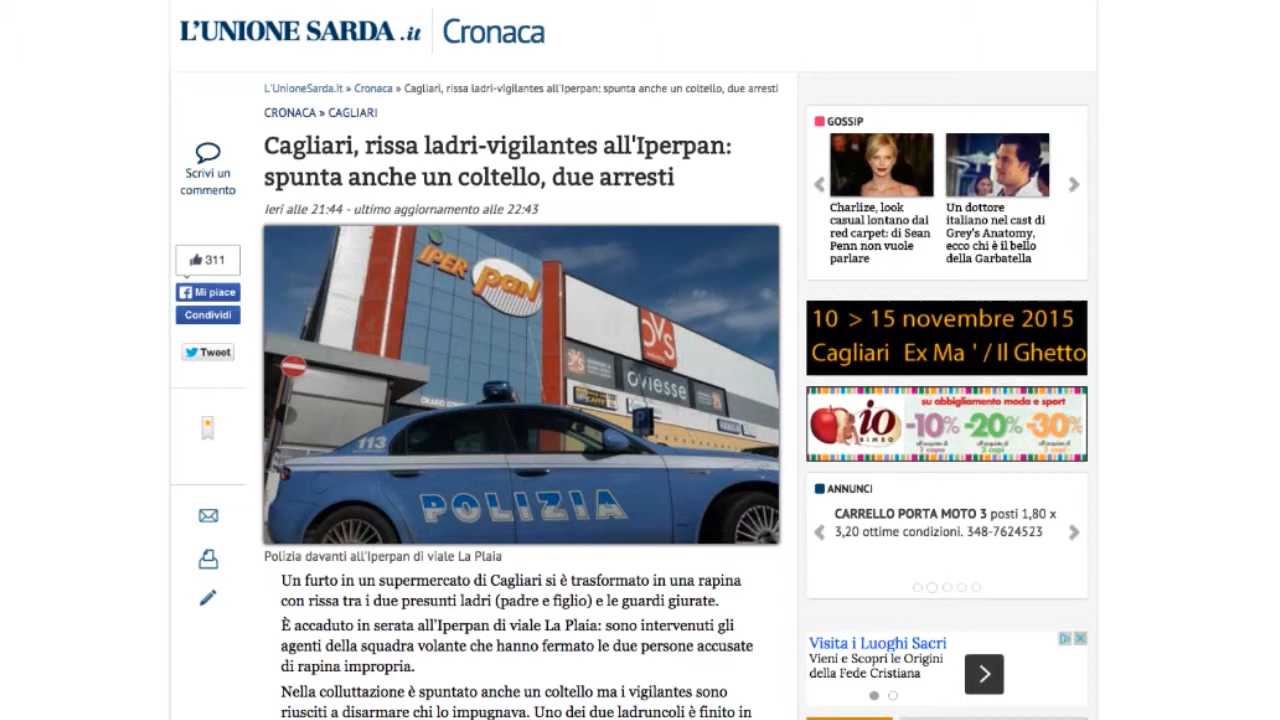 L'UNIONE SARDA.it
Cronaca
L'UnioneSarda.it » Cronaca » Cagliari, rissa ladri-vigilantes all'Iperpan: spunta anche un coltello, due arresti
CRONACA » CAGLIARI
Cagliari, rissa ladri-vigilantes all'Iperpan:
spunta anche un coltello, due arresti
Ieri alle 21:44 - ultimo aggiornamento alle 22:43
Scrivi un
commento
311
Mi piace
Condividi
Tweet
IPER pan
OVS
oviesse
113
POLIZIA
Polizia davanti all'Iperpan di viale La Plaia
Un furto in un supermercato di Cagliari si è trasformato in una rapina
con rissa tra i due presunti ladri (padre e figlio) e le guardi giurate.
È accaduto in serata all'Iperpan di viale La Plaia: sono intervenuti gli
agenti della squadra volante che hanno fermato le due persone accusate
di rapina impropria.
Nella colluttazione è spuntato anche un coltello ma i vigilantes sono
riusciti a disarmare chi lo impugnava. Uno dei due ladruncoli è finito in
GOSSIP
Charlize, look
casual lontano dai
red carpet: di Sean
Penn non vuole
parlare
Un dottore
italiano nel cast di
Grey's Anatomy,
ecco chi è il bello
della Garbatella
10 > 15 novembre 2015
Cagliari Ex Ma ' / Il Ghetto
io
BIMBO
su abbigliamento moda e sport
-10% -20% -30%
ANNUNCI
CARRELLO PORTA MOTO 3 posti 1,80 x
3,20 ottime condizioni. 348-7624523
Visita i Luoghi Sacri
Vieni e Scopri le Origini
della Fede Cristiana